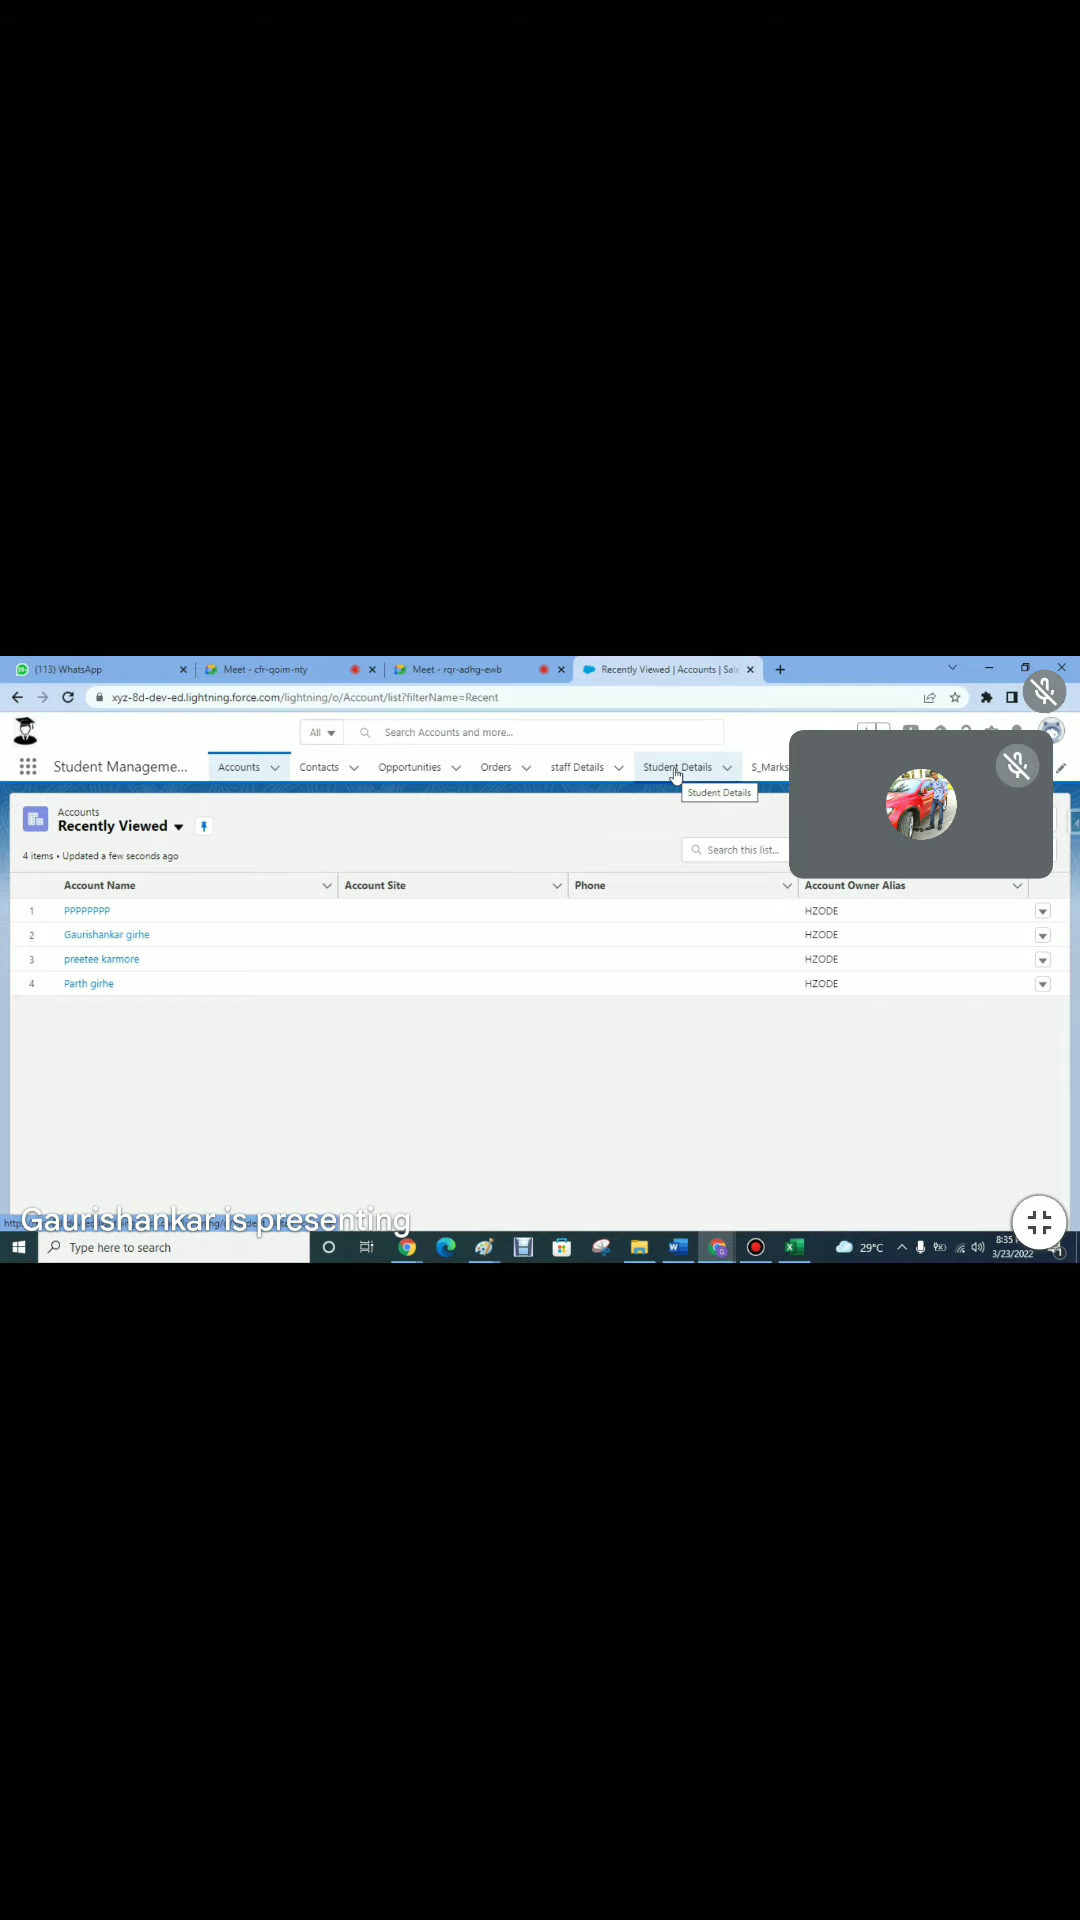 (113) WhatsApp
Meet - cfr-qoim-nty
Meet - rqr-adhg-ewb
Recently Viewed | Accounts | Sale
xyz-8d-dev-ed.lightning.force.com/lightning/o/Account/list?filterName=Recent
All
Search Accounts and more...
Student Manageme...
Accounts
Contacts
Opportunities
Orders
staff Details
Student Details
S_Marks
Student Details
Accounts
Recently Viewed
4 items • Updated a few seconds ago
Search this list...
Account Name
Account Site
Phone
Account Owner Alias
1 PPPPPPPP HZODE
2 Gaurishankar girhe HZODE
3 preetee karmore HZODE
4 Parth girhe HZODE
Gaurishankar is presenting
Type here to search
29°C
8:35
3/23/2022